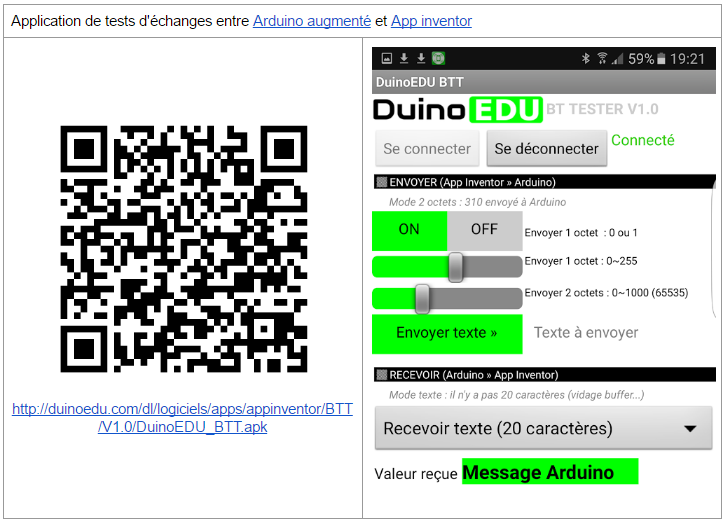 Application de tests d'échanges entre Arduino augmenté et App inventor
http://duinoedu.com/dl/logiciels/apps/appinventor/BTT
/V1.0/DuinoEDU_BTT.apk
59% 19:21
DuinoEDU BTT
Duino EDU BT TESTER V1.0
Se connecter
Se déconnecter
Connecté
ENVOYER (App Inventor » Arduino)
Mode 2 octets : 310 envoyé à Arduino
ON
OFF
Envoyer 1 octet : 0 ou 1
Envoyer 1 octet : 0~255
Envoyer 2 octets : 0~1000 (65535)
Envoyer texte »
Texte à envoyer
RECEVOIR (Arduino » App Inventor)
Mode texte : il n'y a pas 20 caractères (vidage buffer...)
Recevoir texte (20 caractères)
Valeur reçue Message Arduino